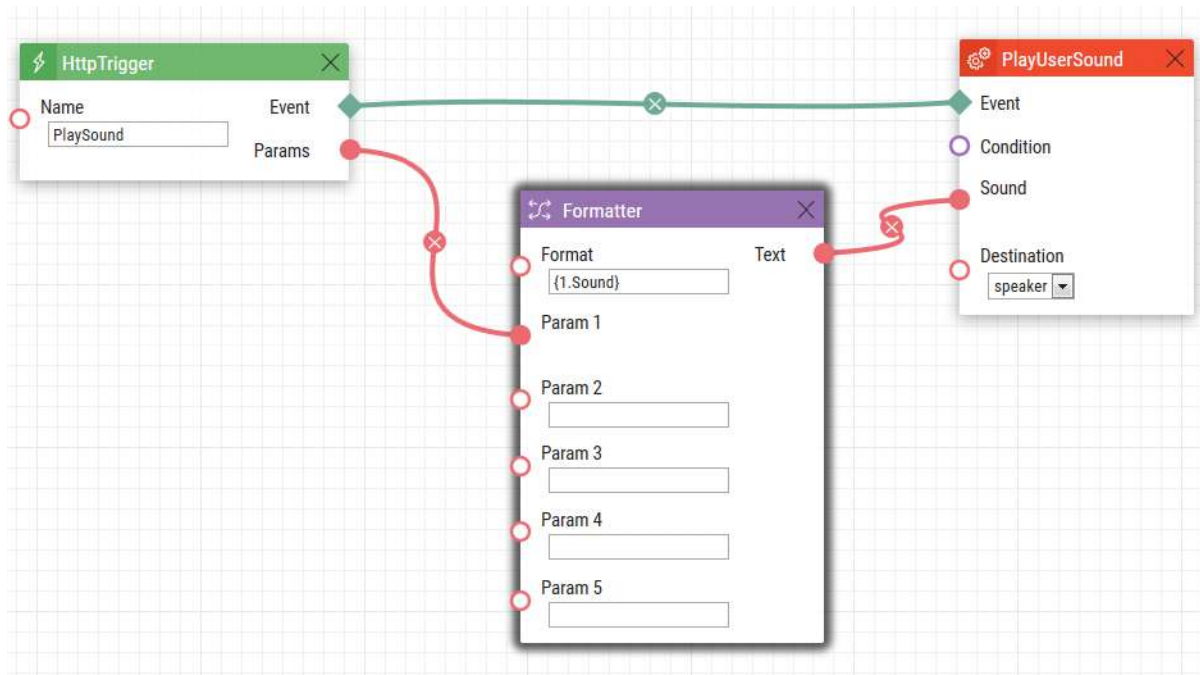 HttpTrigger
Name
Event
PlaySound
Params
Formatter
Format
Text
{1.Sound}
Param 1
Param 2
Param 3
Param 4
Param 5
PlayUserSound
Event
Condition
Sound
Destination
speaker